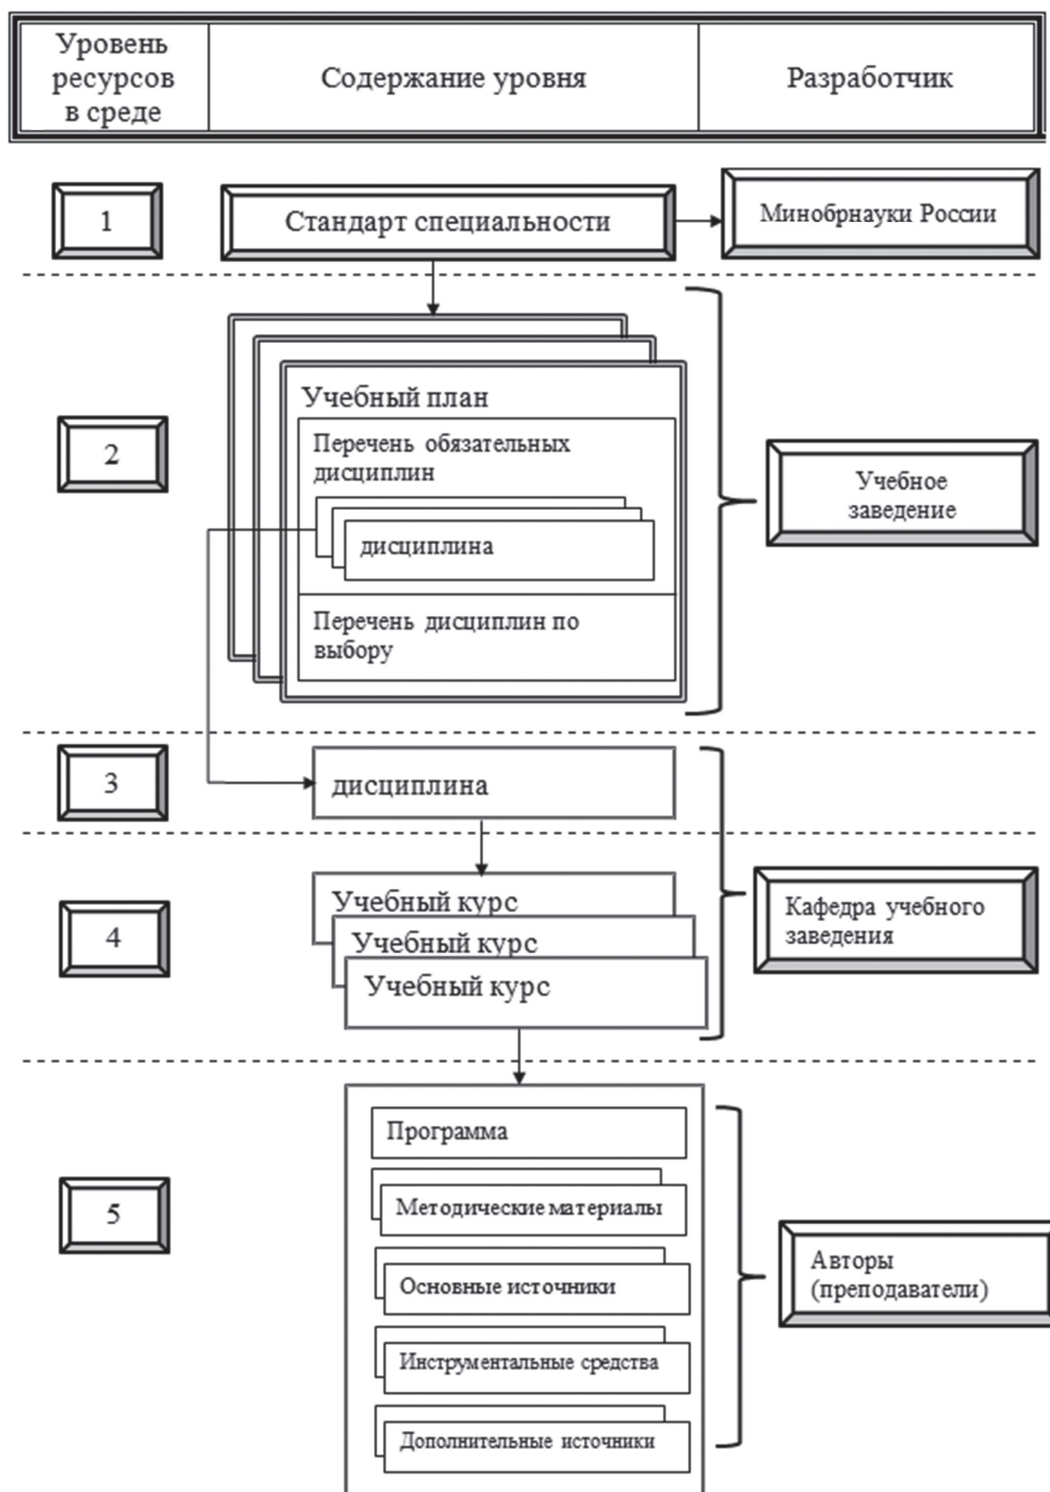 Уровень
ресурсов
в среде
Содержание уровня
Разработчик
1
Стандарт специальности
Минобрнауки России
2
Учебный план
Перечень обязательных
дисциплин
дисциплина
Перечень дисциплин по
выбору
Учебное
заведение
3
дисциплина
4
Учебный курс
Учебный курс
Учебный курс
Кафедра учебного
заведения
5
Программа
Методические материалы
Основные источники
Инструментальные средства
Дополнительные источники
Авторы
(преподаватели)